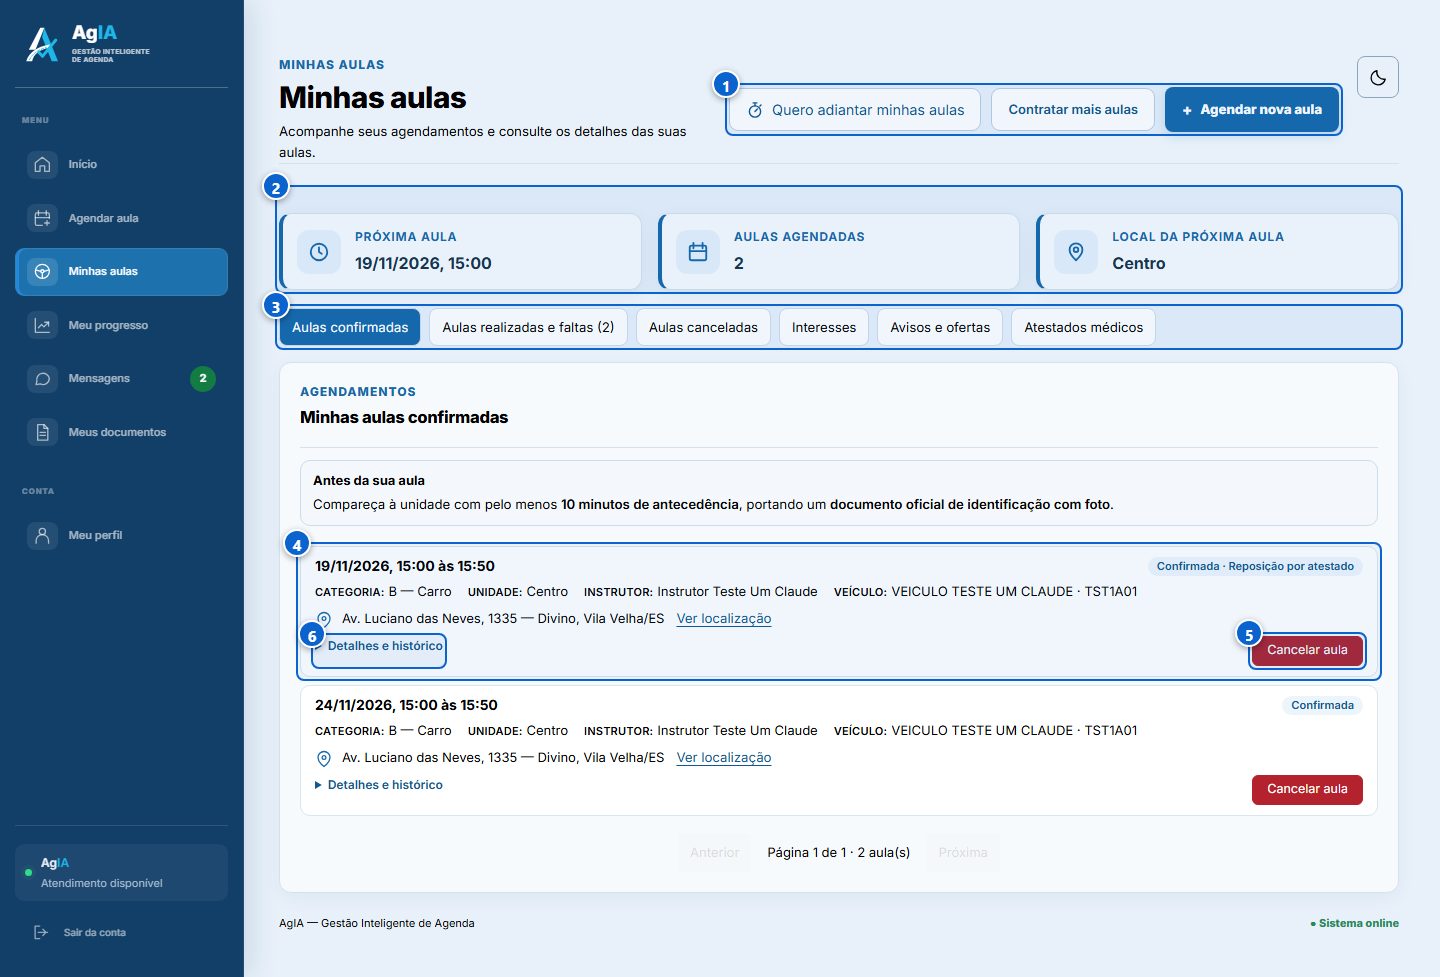 AgIA
GESTÃO INTELIGENTE
DE AGENDA
MENU
Início
Agendar aula
Minhas aulas
Meu progresso
Mensagens
2
Meus documentos
CONTA
Meu perfil
AgIA
Atendimento disponível
Sair da conta
MINHAS AULAS
Minhas aulas
Acompanhe seus agendamentos e consulte os detalhes das suas
aulas.
1
Quero adiantar minhas aulas
Contratar mais aulas
+ Agendar nova aula
2
PRÓXIMA AULA
19/11/2026, 15:00
AULAS AGENDADAS
2
LOCAL DA PRÓXIMA AULA
Centro
3
Aulas confirmadas
Aulas realizadas e faltas (2)
Aulas canceladas
Interesses
Avisos e ofertas
Atestados médicos
AGENDAMENTOS
Minhas aulas confirmadas
Antes da sua aula
Compareça à unidade com pelo menos 10 minutos de antecedência, portando um documento oficial de identificação com foto.
4
19/11/2026, 15:00 às 15:50
Confirmada · Reposição por atestado
CATEGORIA: B — Carro UNIDADE: Centro INSTRUTOR: Instrutor Teste Um Claude VEÍCULO: VEICULO TESTE UM CLAUDE · TST1A01
Av. Luciano das Neves, 1335 — Divino, Vila Velha/ES Ver localização
6
Detalhes e histórico
5
Cancelar aula
24/11/2026, 15:00 às 15:50
Confirmada
CATEGORIA: B — Carro UNIDADE: Centro INSTRUTOR: Instrutor Teste Um Claude VEÍCULO: VEICULO TESTE UM CLAUDE · TST1A01
Av. Luciano das Neves, 1335 — Divino, Vila Velha/ES Ver localização
Detalhes e histórico
Cancelar aula
Anterior
Página 1 de 1 · 2 aula(s)
Próxima
AgIA — Gestão Inteligente de Agenda
● Sistema online